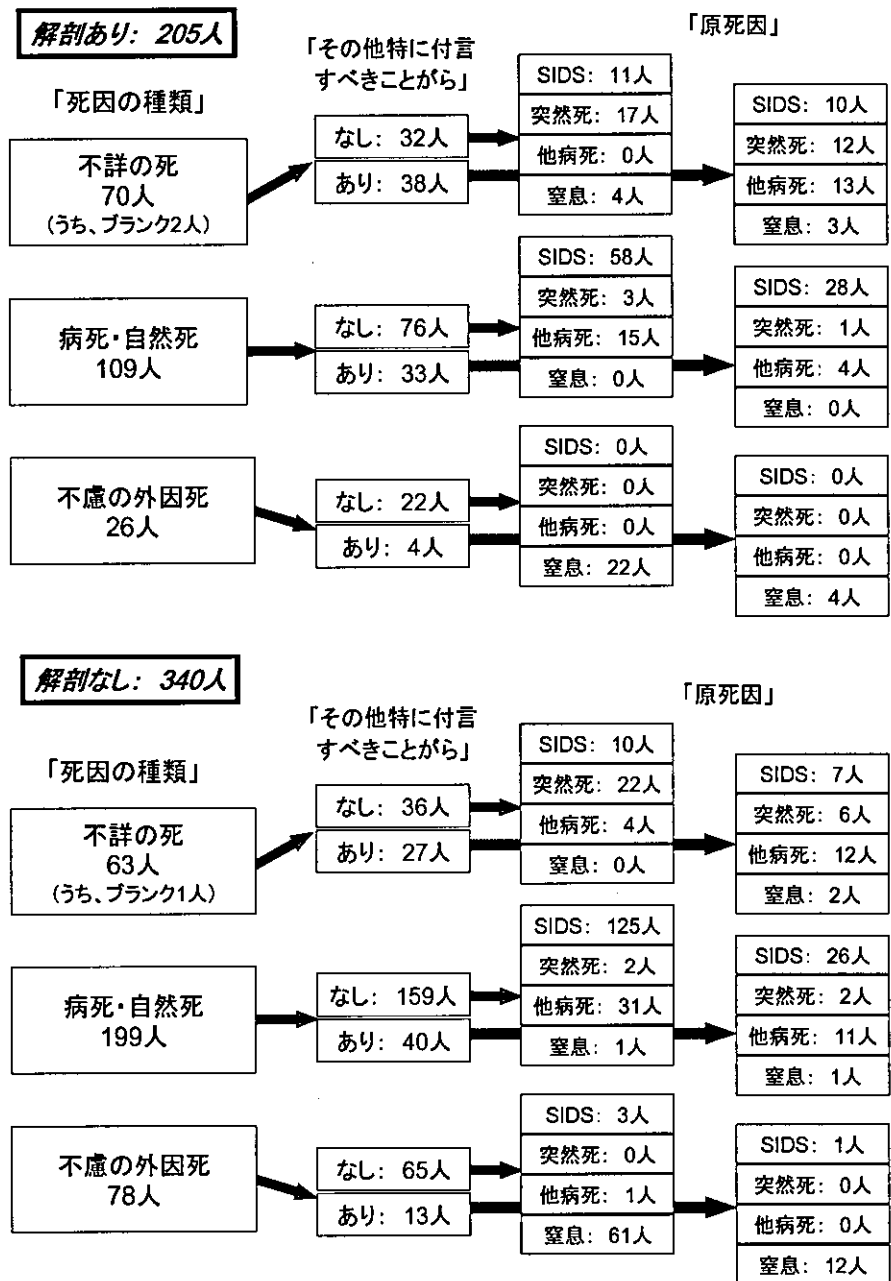 解剖あり: 205人
「死因の種類」
「その他特に付言
すべきことがら」
「原死因」
不詳の死
70人
(うち、ブランク2人)
なし: 32人
あり: 38人
SIDS: 11人
突然死: 17人
他病死: 0人
窒息: 4人
SIDS: 10人
突然死: 12人
他病死: 13人
窒息: 3人
病死・自然死
109人
なし: 76人
あり: 33人
SIDS: 58人
突然死: 3人
他病死: 15人
窒息: 0人
SIDS: 28人
突然死: 1人
他病死: 4人
窒息: 0人
不慮の外因死
26人
なし: 22人
あり: 4人
SIDS: 0人
突然死: 0人
他病死: 0人
窒息: 22人
SIDS: 0人
突然死: 0人
他病死: 0人
窒息: 4人
解剖なし: 340人
「死因の種類」
「その他特に付言
すべきことがら」
「原死因」
不詳の死
63人
(うち、ブランク1人)
なし: 36人
あり: 27人
SIDS: 10人
突然死: 22人
他病死: 4人
窒息: 0人
SIDS: 7人
突然死: 6人
他病死: 12人
窒息: 2人
病死・自然死
199人
なし: 159人
あり: 40人
SIDS: 125人
突然死: 2人
他病死: 31人
窒息: 1人
SIDS: 26人
突然死: 2人
他病死: 11人
窒息: 1人
不慮の外因死
78人
なし: 65人
あり: 13人
SIDS: 3人
突然死: 0人
他病死: 1人
窒息: 61人
SIDS: 1人
突然死: 0人
他病死: 0人
窒息: 12人